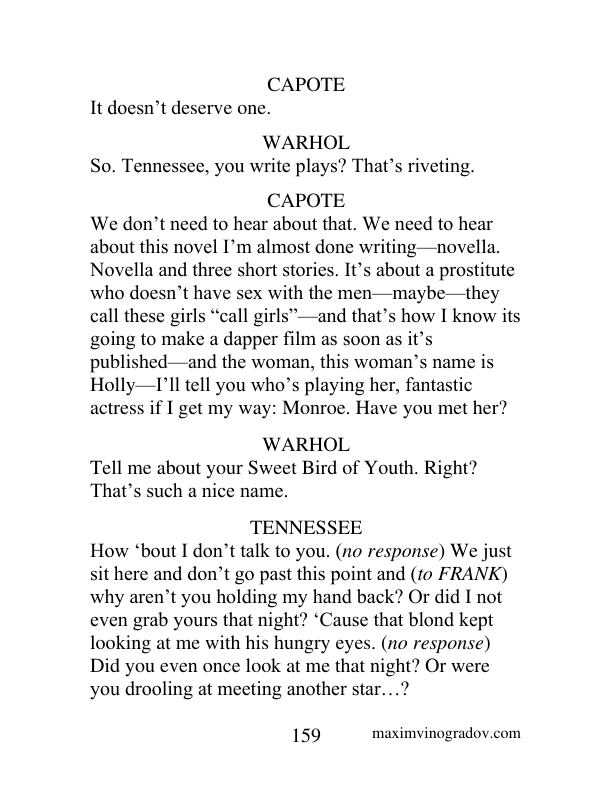 CAPOTE
It doesn’t deserve one.
WARHOL
So. Tennessee, you write plays? That’s riveting.
CAPOTE
We don’t need to hear about that. We need to hear
about this novel I’m almost done writing—novella.
Novella and three short stories. It’s about a prostitute
who doesn’t have sex with the men—maybe—they
call these girls “call girls”—and that’s how I know its
going to make a dapper film as soon as it’s
published—and the woman, this woman’s name is
Holly—I’ll tell you who’s playing her, fantastic
actress if I get my way: Monroe. Have you met her?
WARHOL
Tell me about your Sweet Bird of Youth. Right?
That’s such a nice name.
TENNESSEE
How ‘bout I don’t talk to you. (no response) We just
sit here and don’t go past this point and (to FRANK)
why aren’t you holding my hand back? Or did I not
even grab yours that night? ‘Cause that blond kept
looking at me with his hungry eyes. (no response)
Did you even once look at me that night? Or were
you drooling at meeting another star…?
159 maximvinogradov.com